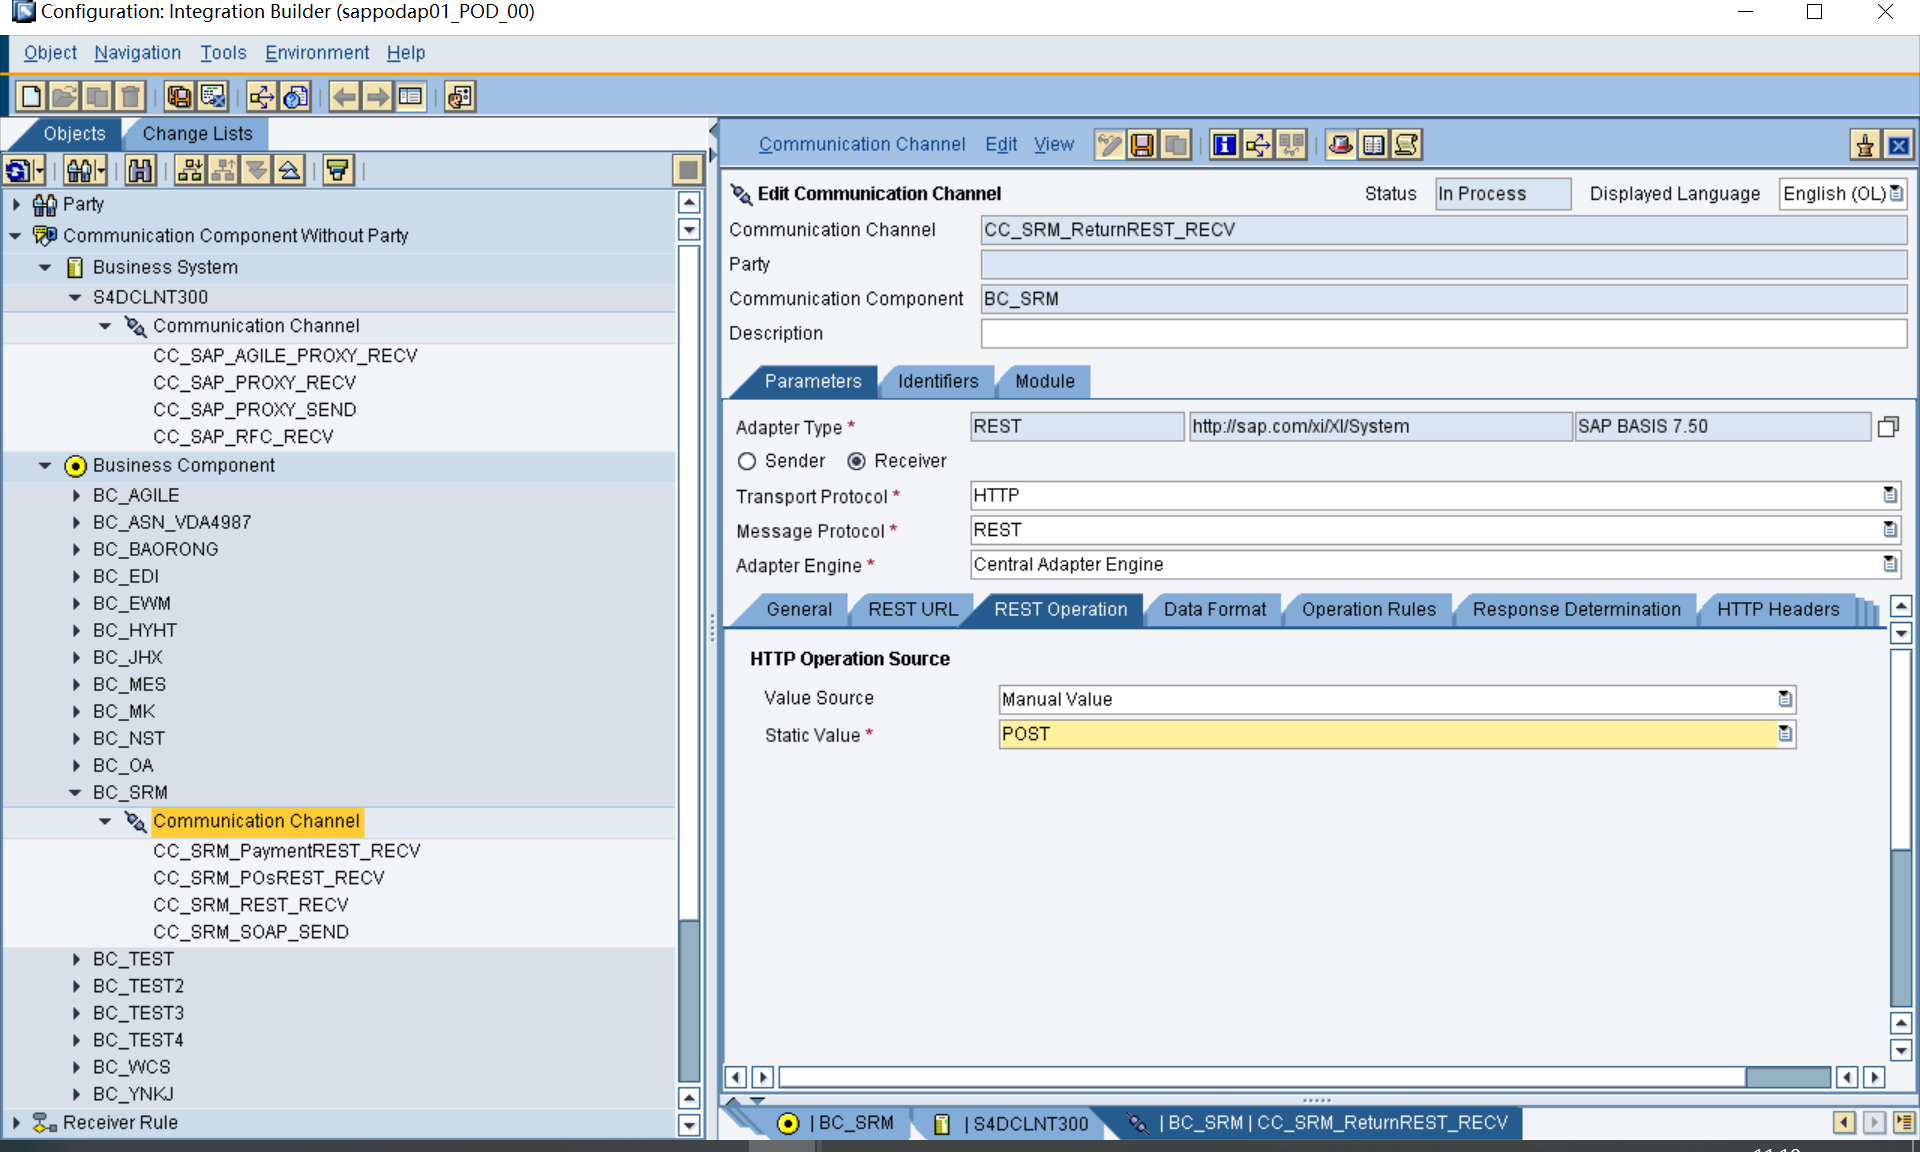 Configuration: Integration Builder (sappodap01_POD_00)
Object Navigation Tools Environment Help
Objects Change Lists
Party
Communication Component Without Party
Business System
S4DCLNT300
Communication Channel
CC_SAP_AGILE_PROXY_RECV
CC_SAP_PROXY_RECV
CC_SAP_PROXY_SEND
CC_SAP_RFC_RECV
Business Component
BC_AGILE
BC_ASN_VDA4987
BC_BAORONG
BC_EDI
BC_EWM
BC_HYHT
BC_JHX
BC_MES
BC_MK
BC_NST
BC_OA
BC_SRM
Communication Channel
CC_SRM_PaymentREST_RECV
CC_SRM_POsREST_RECV
CC_SRM_REST_RECV
CC_SRM_SOAP_SEND
BC_TEST
BC_TEST2
BC_TEST3
BC_TEST4
BC_WCS
BC_YNKJ
Receiver Rule
Communication Channel Edit View
Edit Communication Channel Status In Process Displayed Language English (OL)
Communication Channel CC_SRM_ReturnREST_RECV
Party
Communication Component BC_SRM
Description
Parameters Identifiers Module
Adapter Type * REST http://sap.com/xi/XI/System SAP BASIS 7.50
Sender Receiver
Transport Protocol * HTTP
Message Protocol * REST
Adapter Engine * Central Adapter Engine
General REST URL REST Operation Data Format Operation Rules Response Determination HTTP Headers
HTTP Operation Source
Value Source Manual Value
Static Value * POST
| BC_SRM | S4DCLNT300 | BC_SRM | CC_SRM_ReturnREST_RECV